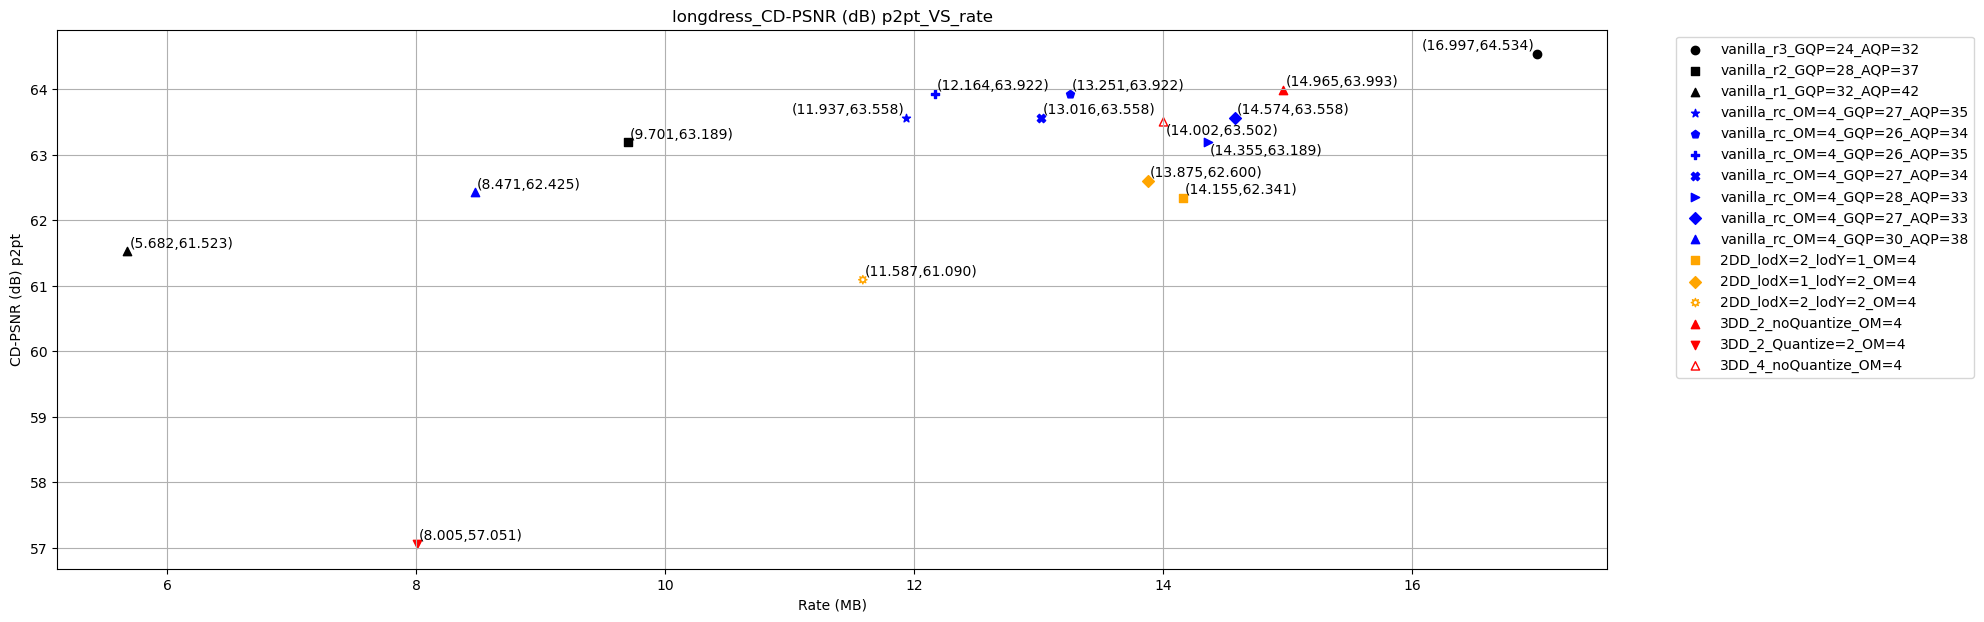 longdress_CD-PSNR (dB) p2pt_VS_rate
CD-PSNR (dB) p2pt
64
63
62
61
60
59
58
57
(16.997,64.534)
(14.965,63.993)
(12.164,63.922)
(13.251,63.922)
(11.937,63.558)
(13.016,63.558)
(14.574,63.558)
(14.002,63.502)
(9.701,63.189)
(14.355,63.189)
(13.875,62.600)
(8.471,62.425)
(14.155,62.341)
(5.682,61.523)
(11.587,61.090)
(8.005,57.051)
6 8 10 12 14 16
Rate (MB)
vanilla_r3_GQP=24_AQP=32
vanilla_r2_GQP=28_AQP=37
vanilla_r1_GQP=32_AQP=42
vanilla_rc_OM=4_GQP=27_AQP=35
vanilla_rc_OM=4_GQP=26_AQP=34
vanilla_rc_OM=4_GQP=26_AQP=35
vanilla_rc_OM=4_GQP=27_AQP=34
vanilla_rc_OM=4_GQP=28_AQP=33
vanilla_rc_OM=4_GQP=27_AQP=33
vanilla_rc_OM=4_GQP=30_AQP=38
2DD_lodX=2_lodY=1_OM=4
2DD_lodX=1_lodY=2_OM=4
2DD_lodX=2_lodY=2_OM=4
3DD_2_noQuantize_OM=4
3DD_2_Quantize=2_OM=4
3DD_4_noQuantize_OM=4